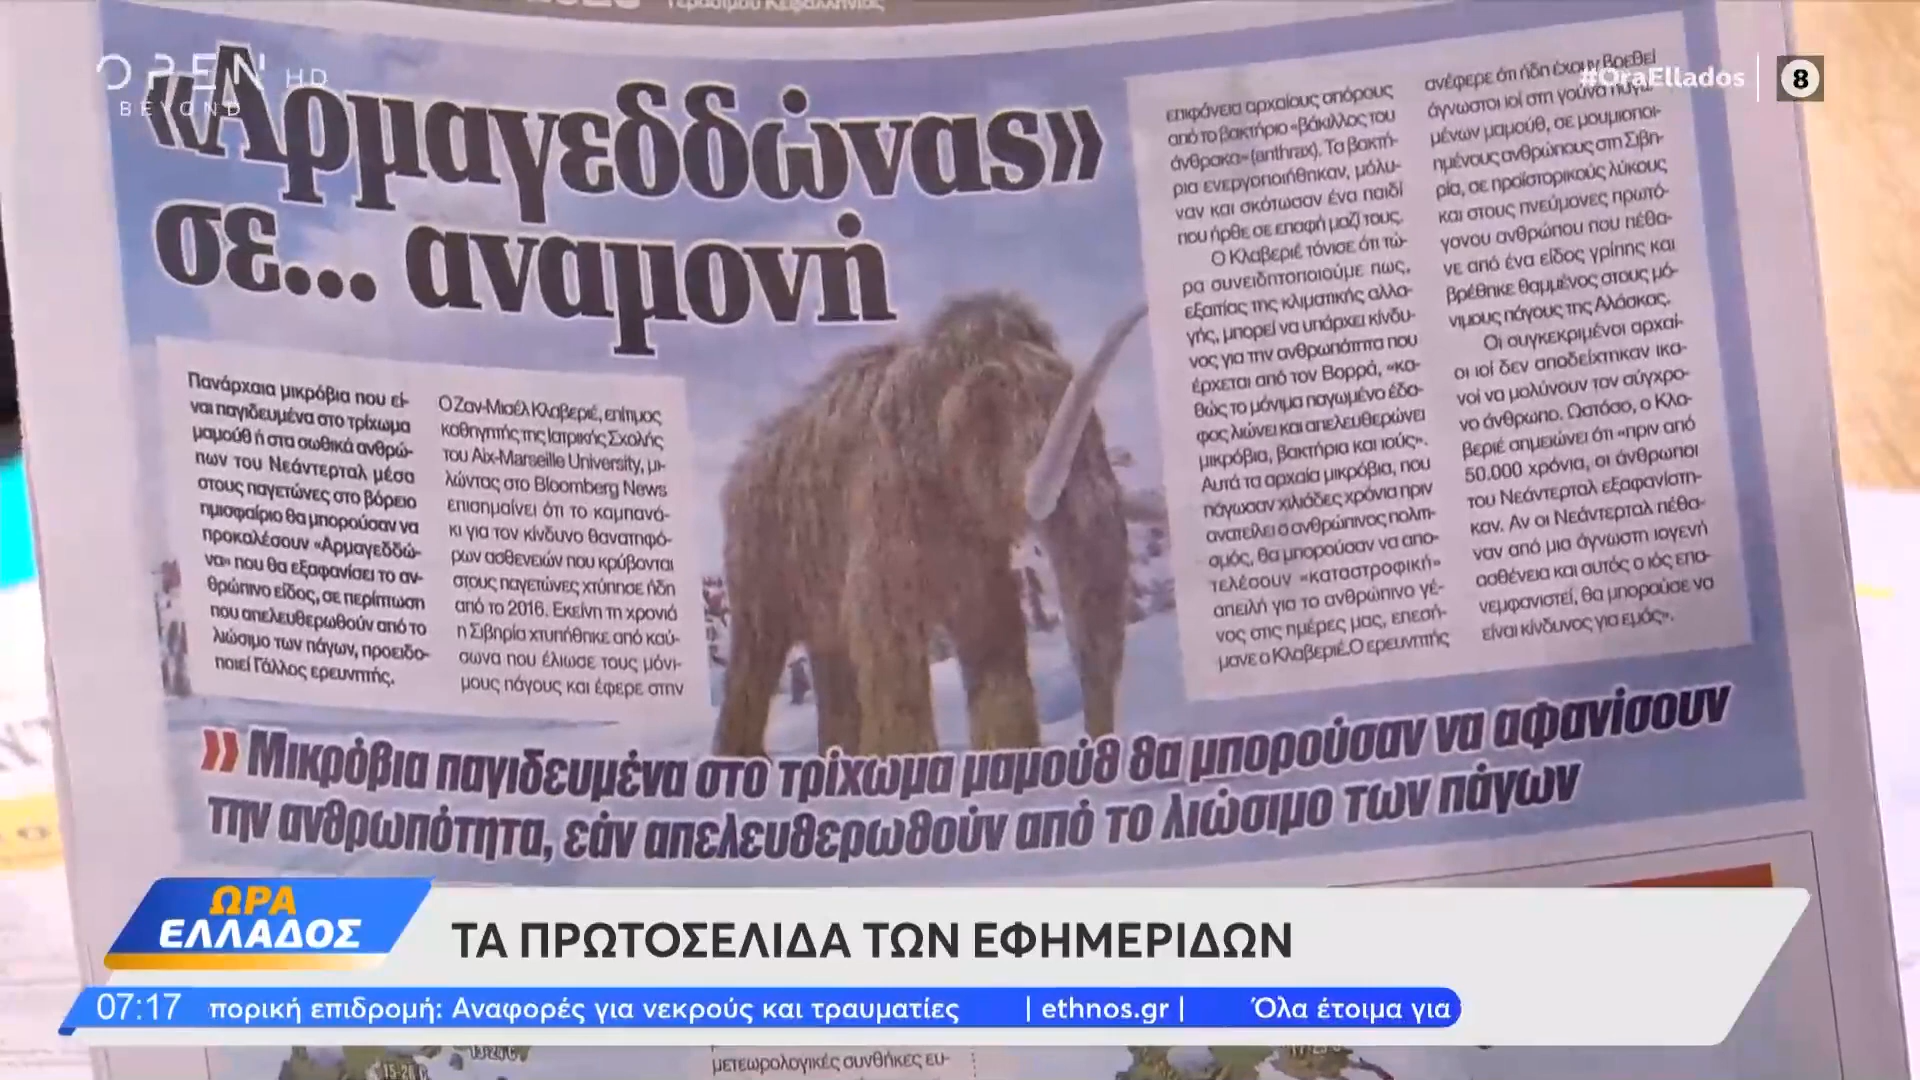 Γερασίμου Κεφαλληνίας
OPEN HD
BEYOND
#OraEllados
8
«Αρμαγεδδώνας»
σε... αναμονή
Πανάρχαια μικρόβια που εί-
ναι παγιδευμένα στο τρίχωμα
μαμούθ ή στα σωθικά ανθρώ-
πων του Νεάντερταλ μέσα
στους παγετώνες στο βόρειο
ημισφαίριο θα μπορούσαν να
προκαλέσουν «Αρμαγεδδώ-
να» που θα εξαφανίσει το αν-
θρώπινο είδος, σε περίπτωση
που απελευθερωθούν από το
λιώσιμο των πάγων, προειδο-
ποιεί Γάλλος ερευνητής.
Ο Ζαν-Μισέλ Κλαβεριέ, επίτιμος
καθηγητής της Ιατρικής Σχολής
του Aix-Marseille University, μι-
λώντας στο Bloomberg News
επισημαίνει ότι το καμπανά-
κι για τον κίνδυνο θανατηφό-
ρων ασθενειών που κρύβονται
στους παγετώνες χτύπησε ήδη
από το 2016. Εκείνη τη χρονιά
η Σιβηρία χτυπήθηκε από καύ-
σωνα που έλιωσε τους μόνι-
μους πάγους και έφερε στην
επιφάνεια αρχαίους σπόρους
από το βακτήριο «βάκιλλος του
άνθρακα» (anthrax). Τα βακτή-
ρια ενεργοποιήθηκαν, μόλυ-
ναν και σκότωσαν ένα παιδί
που ήρθε σε επαφή μαζί τους.
Ο Κλαβεριέ τόνισε ότι τώ-
ρα συνειδητοποιούμε πως,
εξαιτίας της κλιματικής αλλα-
γής, μπορεί να υπάρχει κίνδυ-
νος για την ανθρωπότητα που
έρχεται από τον Βορρά, «κα-
θώς το μόνιμα παγωμένο έδα-
φος λιώνει και απελευθερώνει
μικρόβια, βακτήρια και ιούς».
Αυτά τα αρχαία μικρόβια, που
πάγωσαν χιλιάδες χρόνια πριν
ανατείλει ο ανθρώπινος πολιτι-
σμός, θα μπορούσαν να απο-
τελέσουν «καταστροφική»
απειλή για το ανθρώπινο γέ-
νος στις ημέρες μας, επεσή-
μανε ο Κλαβεριέ.Ο ερευνητής
ανέφερε ότι ήδη έχουν βρεθεί
άγνωστοι ιοί στη γούνα παγω-
μένων μαμούθ, σε μουμιοποι-
ημένους ανθρώπους στη Σιβη-
ρία, σε προϊστορικούς λύκους
και στους πνεύμονες πρωτό-
γονου ανθρώπου που πέθα-
νε από ένα είδος γρίπης και
βρέθηκε θαμμένος στους μό-
νιμους πάγους της Αλάσκας.
Οι συγκεκριμένοι αρχαί-
οι ιοί δεν αποδείχτηκαν ικα-
νοί να μολύνουν τον σύγχρο-
νο άνθρωπο. Ωστόσο, ο Κλα-
βεριέ σημειώνει ότι «πριν από
50.000 χρόνια, οι άνθρωποι
του Νεάντερταλ εξαφανίστη-
καν. Αν οι Νεάντερταλ πέθα-
ναν από μια άγνωστη ιογενή
ασθένεια και αυτός ο ιός επα-
νεμφανιστεί, θα μπορούσε να
είναι κίνδυνος για εμάς».
» Μικρόβια παγιδευμένα στο τρίχωμα μαμούθ θα μπορούσαν να αφανίσουν
την ανθρωπότητα, εάν απελευθερωθούν από το λιώσιμο των πάγων
ΩΡΑ
ΕΛΛΑΔΟΣ
ΤΑ ΠΡΩΤΟΣΕΛΙΔΑ ΤΩΝ ΕΦΗΜΕΡΙΔΩΝ
07:17 πορική επιδρομή: Αναφορές για νεκρούς και τραυματίες | ethnos.gr | Όλα έτοιμα για
μετεωρολογικές συνθήκες ευ-